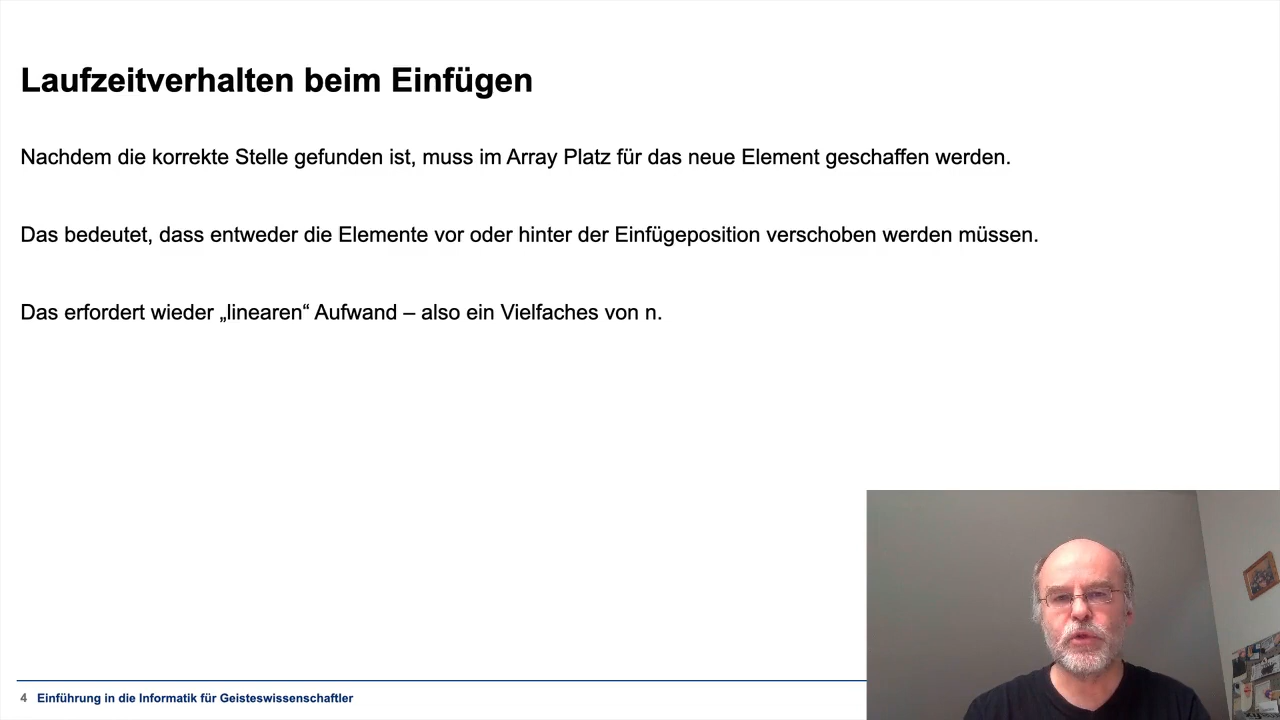 Laufzeitverhalten beim Einfügen
Nachdem die korrekte Stelle gefunden ist, muss im Array Platz für das neue Element geschaffen werden.
Das bedeutet, dass entweder die Elemente vor oder hinter der Einfügeposition verschoben werden müssen.
Das erfordert wieder „linearen“ Aufwand – also ein Vielfaches von n.
4 Einführung in die Informatik für Geisteswissenschaftler